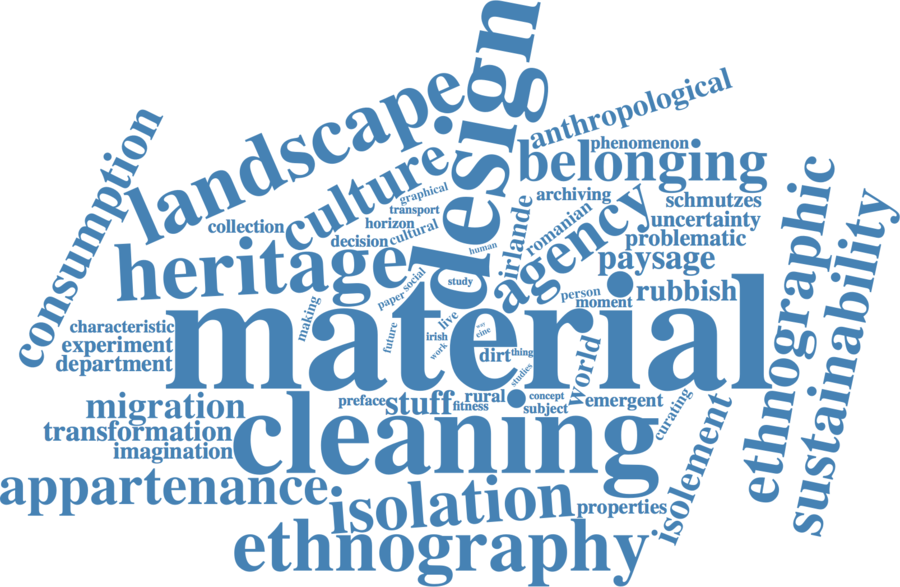 design
anthropological
landscape
phenomenon
belonging
consumption
culture
graphical
archiving
ethnographic
transport
schmutzes
collection
horizon
airlande
romanian
uncertainty
sustainability
decision
cultural
human
agency
problematic
heritage
paysage
study
social
paper
person
moment
rubbish
material
making
live
way
characteristic
future
irish
eine
experiment
work
dirt
thing
world
department
studies
migration
preface
stuff
fitness
rural
concept
subject
emergent
curating
cleaning
isolement
transformation
imagination
appartenance
isolation
properties
ethnography